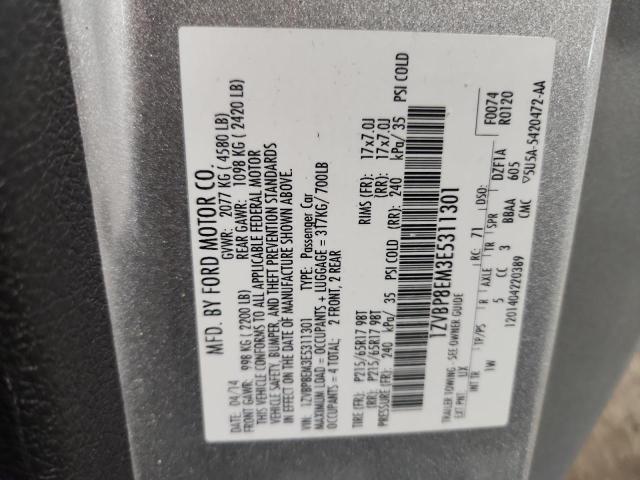 MFD. BY FORD MOTOR CO.
DATE: 04/14 GVWR: 2077 KG (4580 LB)
FRONT GAWR: 998 KG (2200 LB) REAR GAWR: 1098 KG (2420 LB)
THIS VEHICLE CONFORMS TO ALL APPLICABLE FEDERAL MOTOR
VEHICLE SAFETY, BUMPER, AND THEFT PREVENTION STANDARDS
IN EFFECT ON THE DATE OF MANUFACTURE SHOWN ABOVE.
VIN: 1ZVBP8EM3E5311301 TYPE: Passenger Car
MAXIMUM LOAD = OCCUPANTS + LUGGAGE = 317KG/700LB
OCCUPANTS = 4 TOTAL: 2 FRONT, 2 REAR
TIRE (FR): P215/65R17 98T RIMS (FR): 17x7.0J
(RR): P215/65R17 98T (RR): 17x7.0J
(FR): 240 kPa/ 35 PSI COLD (RR): 240 kPa/ 35 PSI COLD
1ZVBP8EM3E5311301
TRAILER TOWING - SEE OWNER GUIDE
EXT PNT: UX RC: 71 DSO: F0074
INT TR TP/PS R AXLE TR SPR R0120
1W 5 CC 3 BBAA DZF1A
605
1201404220389 CMC ▽5U5A-5420472-AA